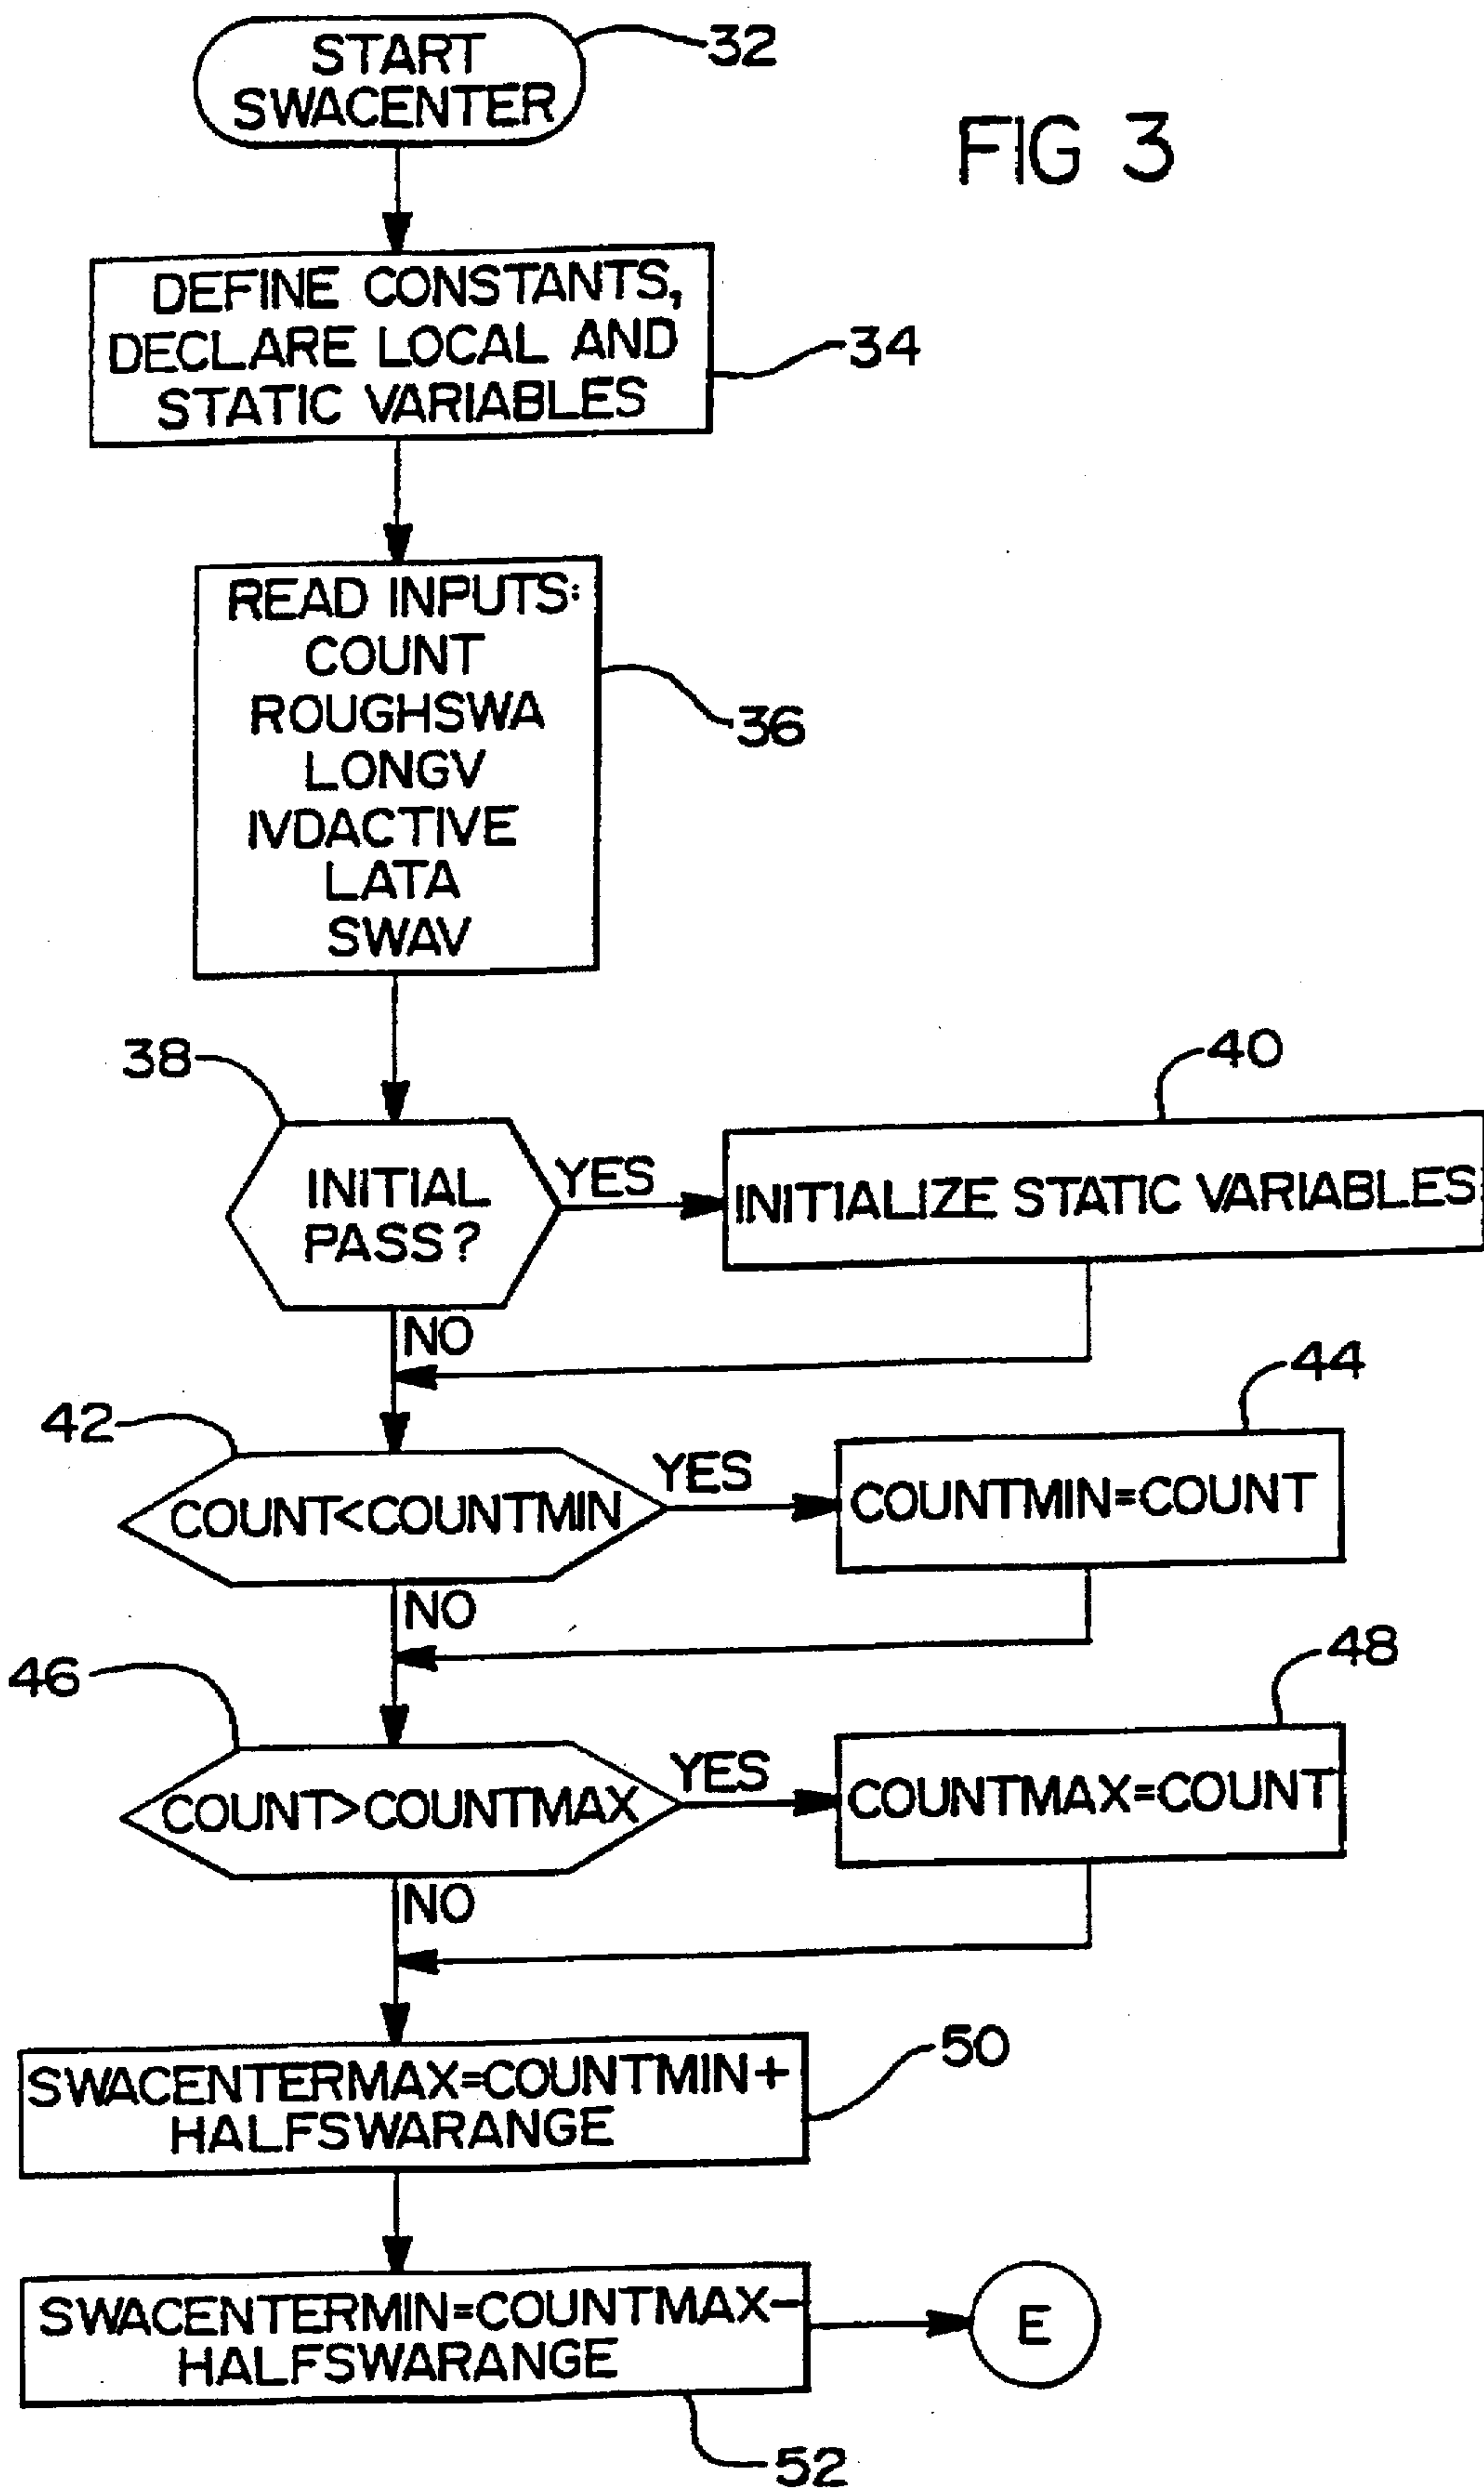 START
SWACENTER
32
FIG 3
DEFINE CONSTANTS,
DECLARE LOCAL AND
STATIC VARIABLES
34
READ INPUTS:
COUNT
ROUGHSWA
LONGV
IVDACTIVE
LATA
SWAV
36
38
INITIAL
PASS?
YES
40
INITIALIZE STATIC VARIABLES
NO
42
COUNT<COUNTMIN
YES
44
COUNTMIN=COUNT
NO
46
COUNT>COUNTMAX
YES
48
COUNTMAX=COUNT
NO
SWACENTERMAX=COUNTMIN+
HALFSWARANGE
50
SWACENTERMIN=COUNTMAX-
HALFSWARANGE
E
52